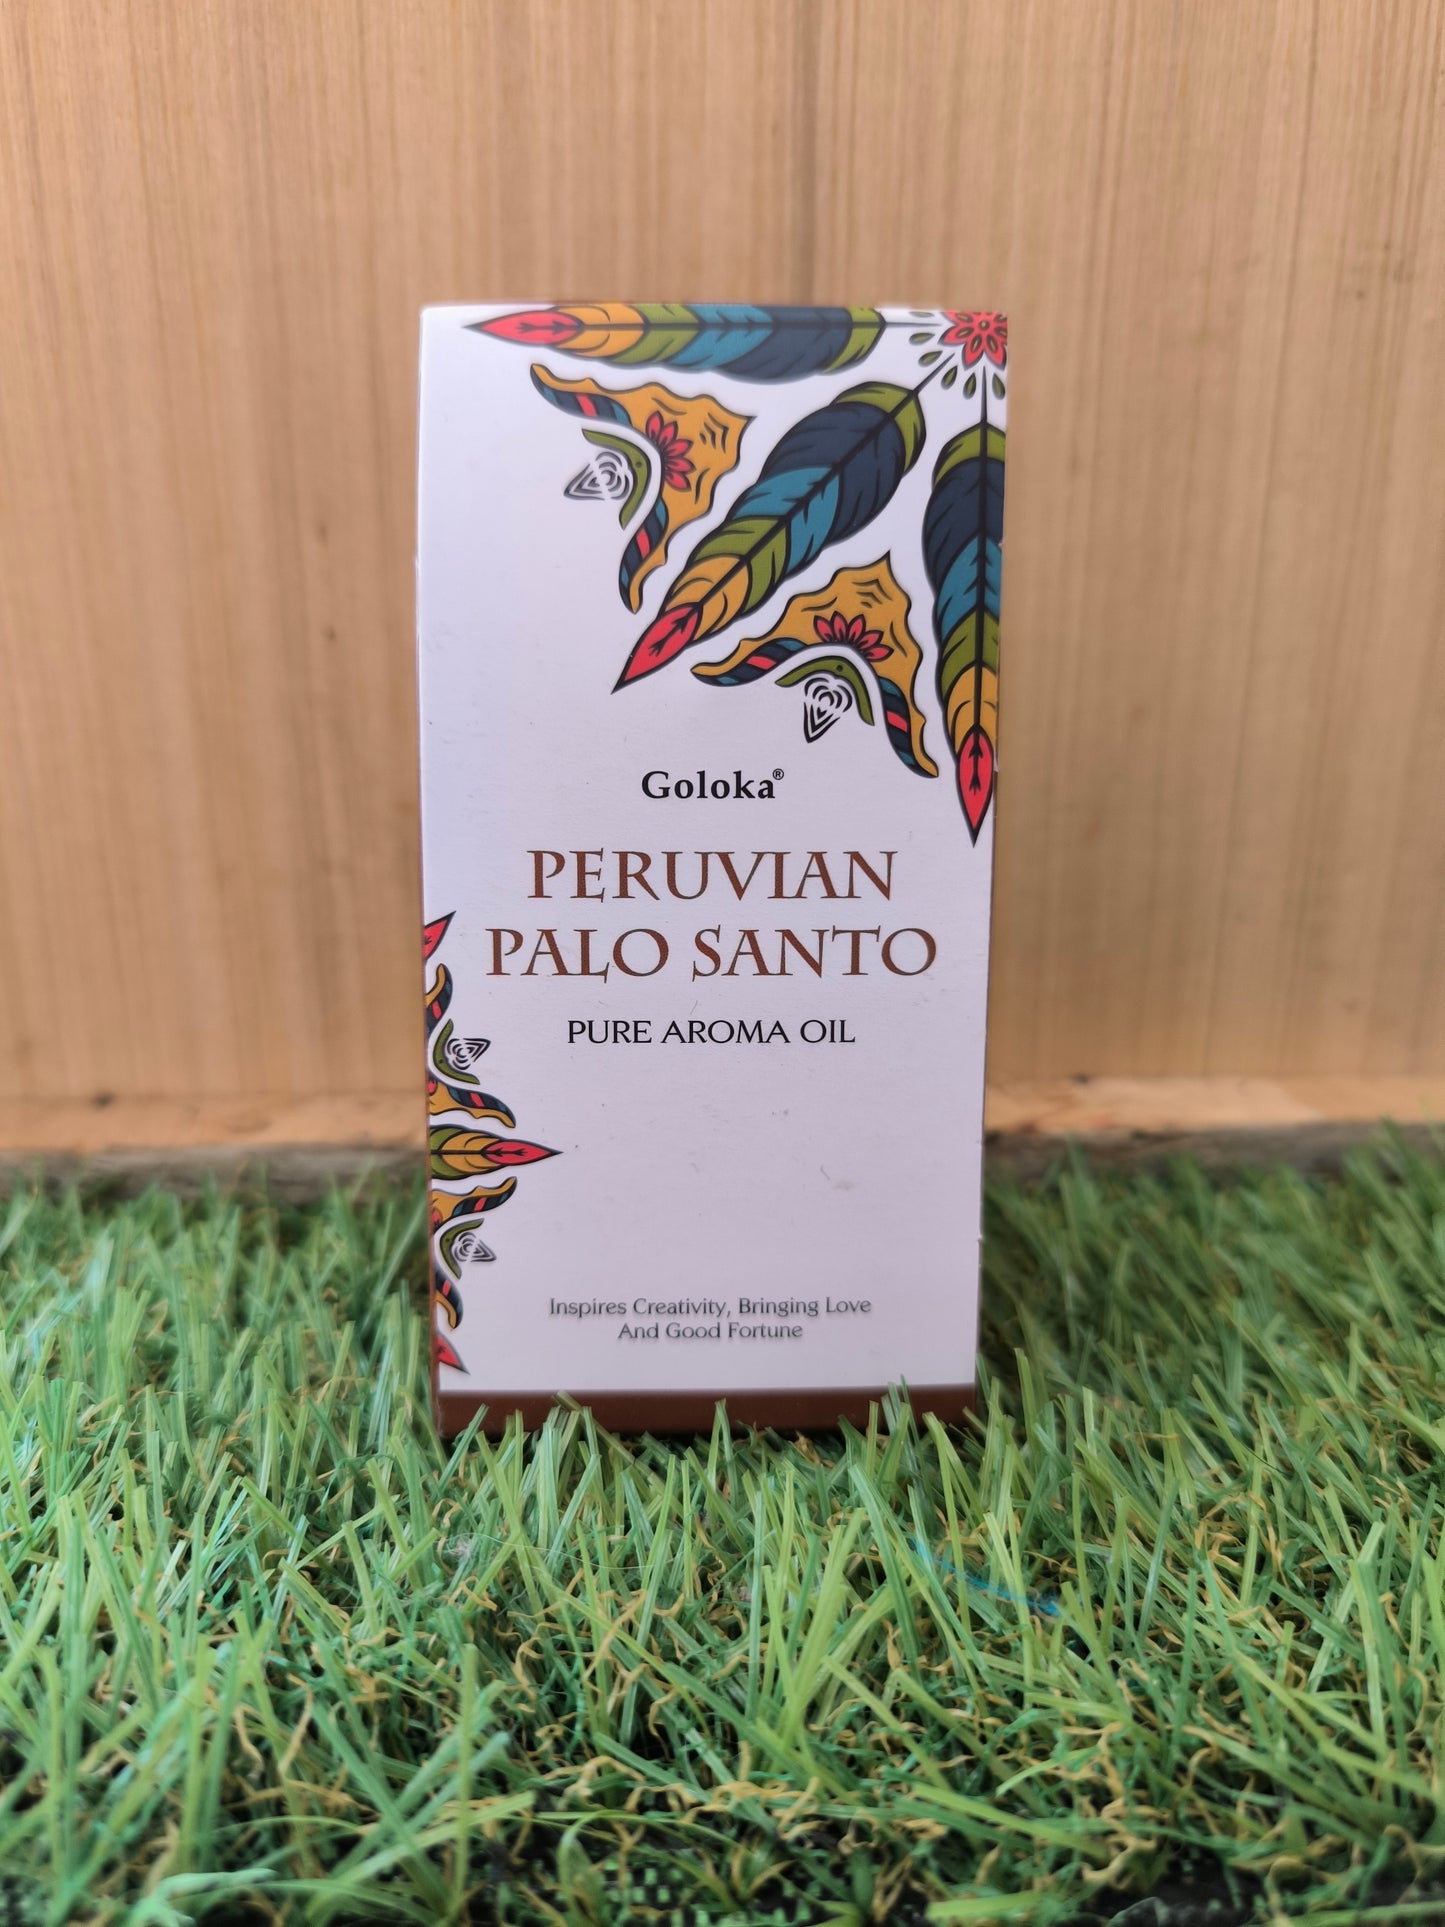 Goloka®
PERUVIAN
PALO SANTO
PURE AROMA OIL
Inspires Creativity, Bringing Love
And Good Fortune